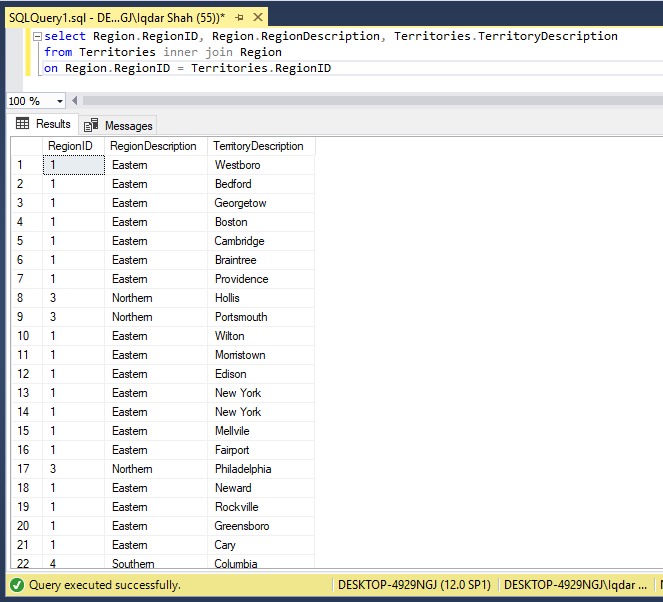 SQLQuery1.sql - DE...GJ\Iqdar Shah (55))*
select Region.RegionID, Region.RegionDescription, Territories.TerritoryDescription
from Territories inner join Region
on Region.RegionID = Territories.RegionID
100 %
Results Messages
RegionID RegionDescription TerritoryDescription
1 1 Eastern Westboro
2 1 Eastern Bedford
3 1 Eastern Georgetow
4 1 Eastern Boston
5 1 Eastern Cambridge
6 1 Eastern Braintree
7 1 Eastern Providence
8 3 Northern Hollis
9 3 Northern Portsmouth
10 1 Eastern Wilton
11 1 Eastern Morristown
12 1 Eastern Edison
13 1 Eastern New York
14 1 Eastern New York
15 1 Eastern Mellvile
16 1 Eastern Fairport
17 3 Northern Philadelphia
18 1 Eastern Neward
19 1 Eastern Rockville
20 1 Eastern Greensboro
21 1 Eastern Cary
22 4 Southern Columbia
Query executed successfully. DESKTOP-4929NGJ (12.0 SP1) DESKTOP-4929NGJ\Iqdar ...